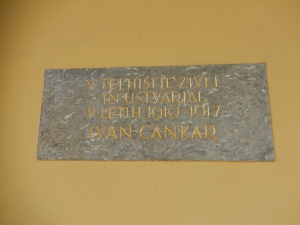 V TEJ HIŠI JE ŽIVEL
IN USTVARJAL
V LETIH 1910-1917
IVAN CANKAR